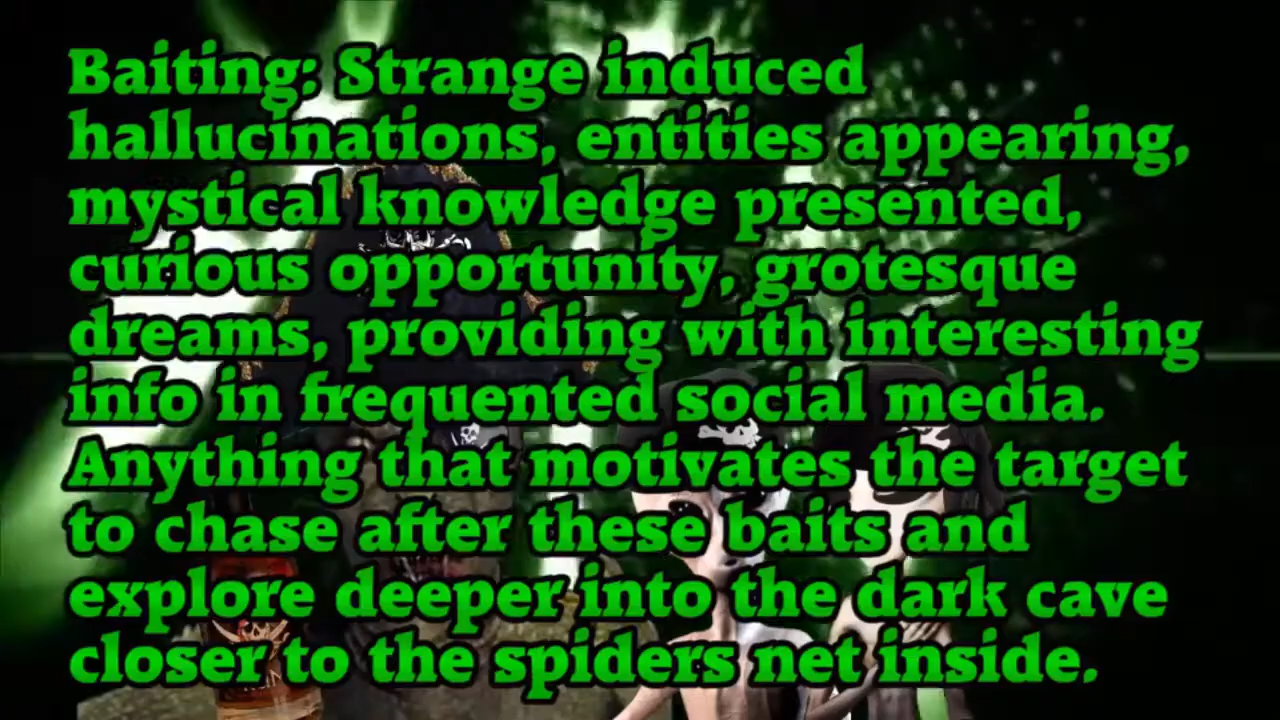 Baiting: Strange induced
hallucinations, entities appearing,
mystical knowledge presented,
curious opportunity, grotesque
dreams, providing with interesting
info in frequented social media.
Anything that motivates the target
to chase after these baits and
explore deeper into the dark cave
closer to the spiders net inside.